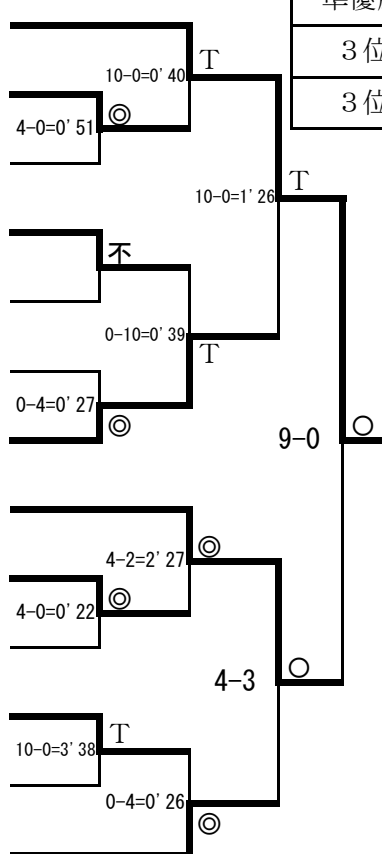 準優
３位
３位
T
10-0=0'40
◎
4-0=0'51
T
10-0=1'26
不
0-10=0'39
T
0-4=0'27
◎
○
9-0
◎
4-2=2'27
◎
4-0=0'22
○
4-3
T
10-0=3'38
0-4=0'26
◎